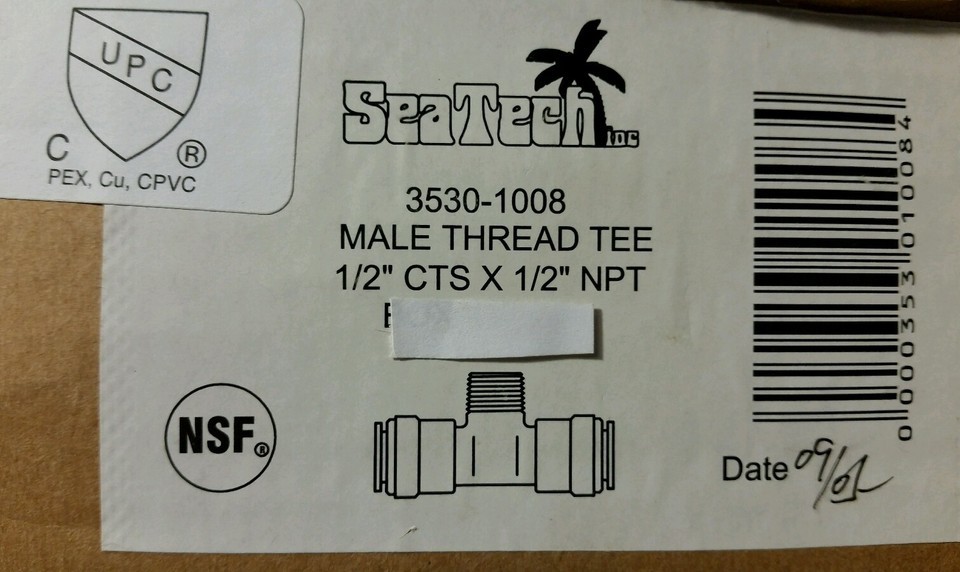 UPC
C ®
PEX, Cu, CPVC
SeaTech inc
3530-1008
MALE THREAD TEE
1/2" CTS X 1/2" NPT
NSF®
000353010084
Date 09/01